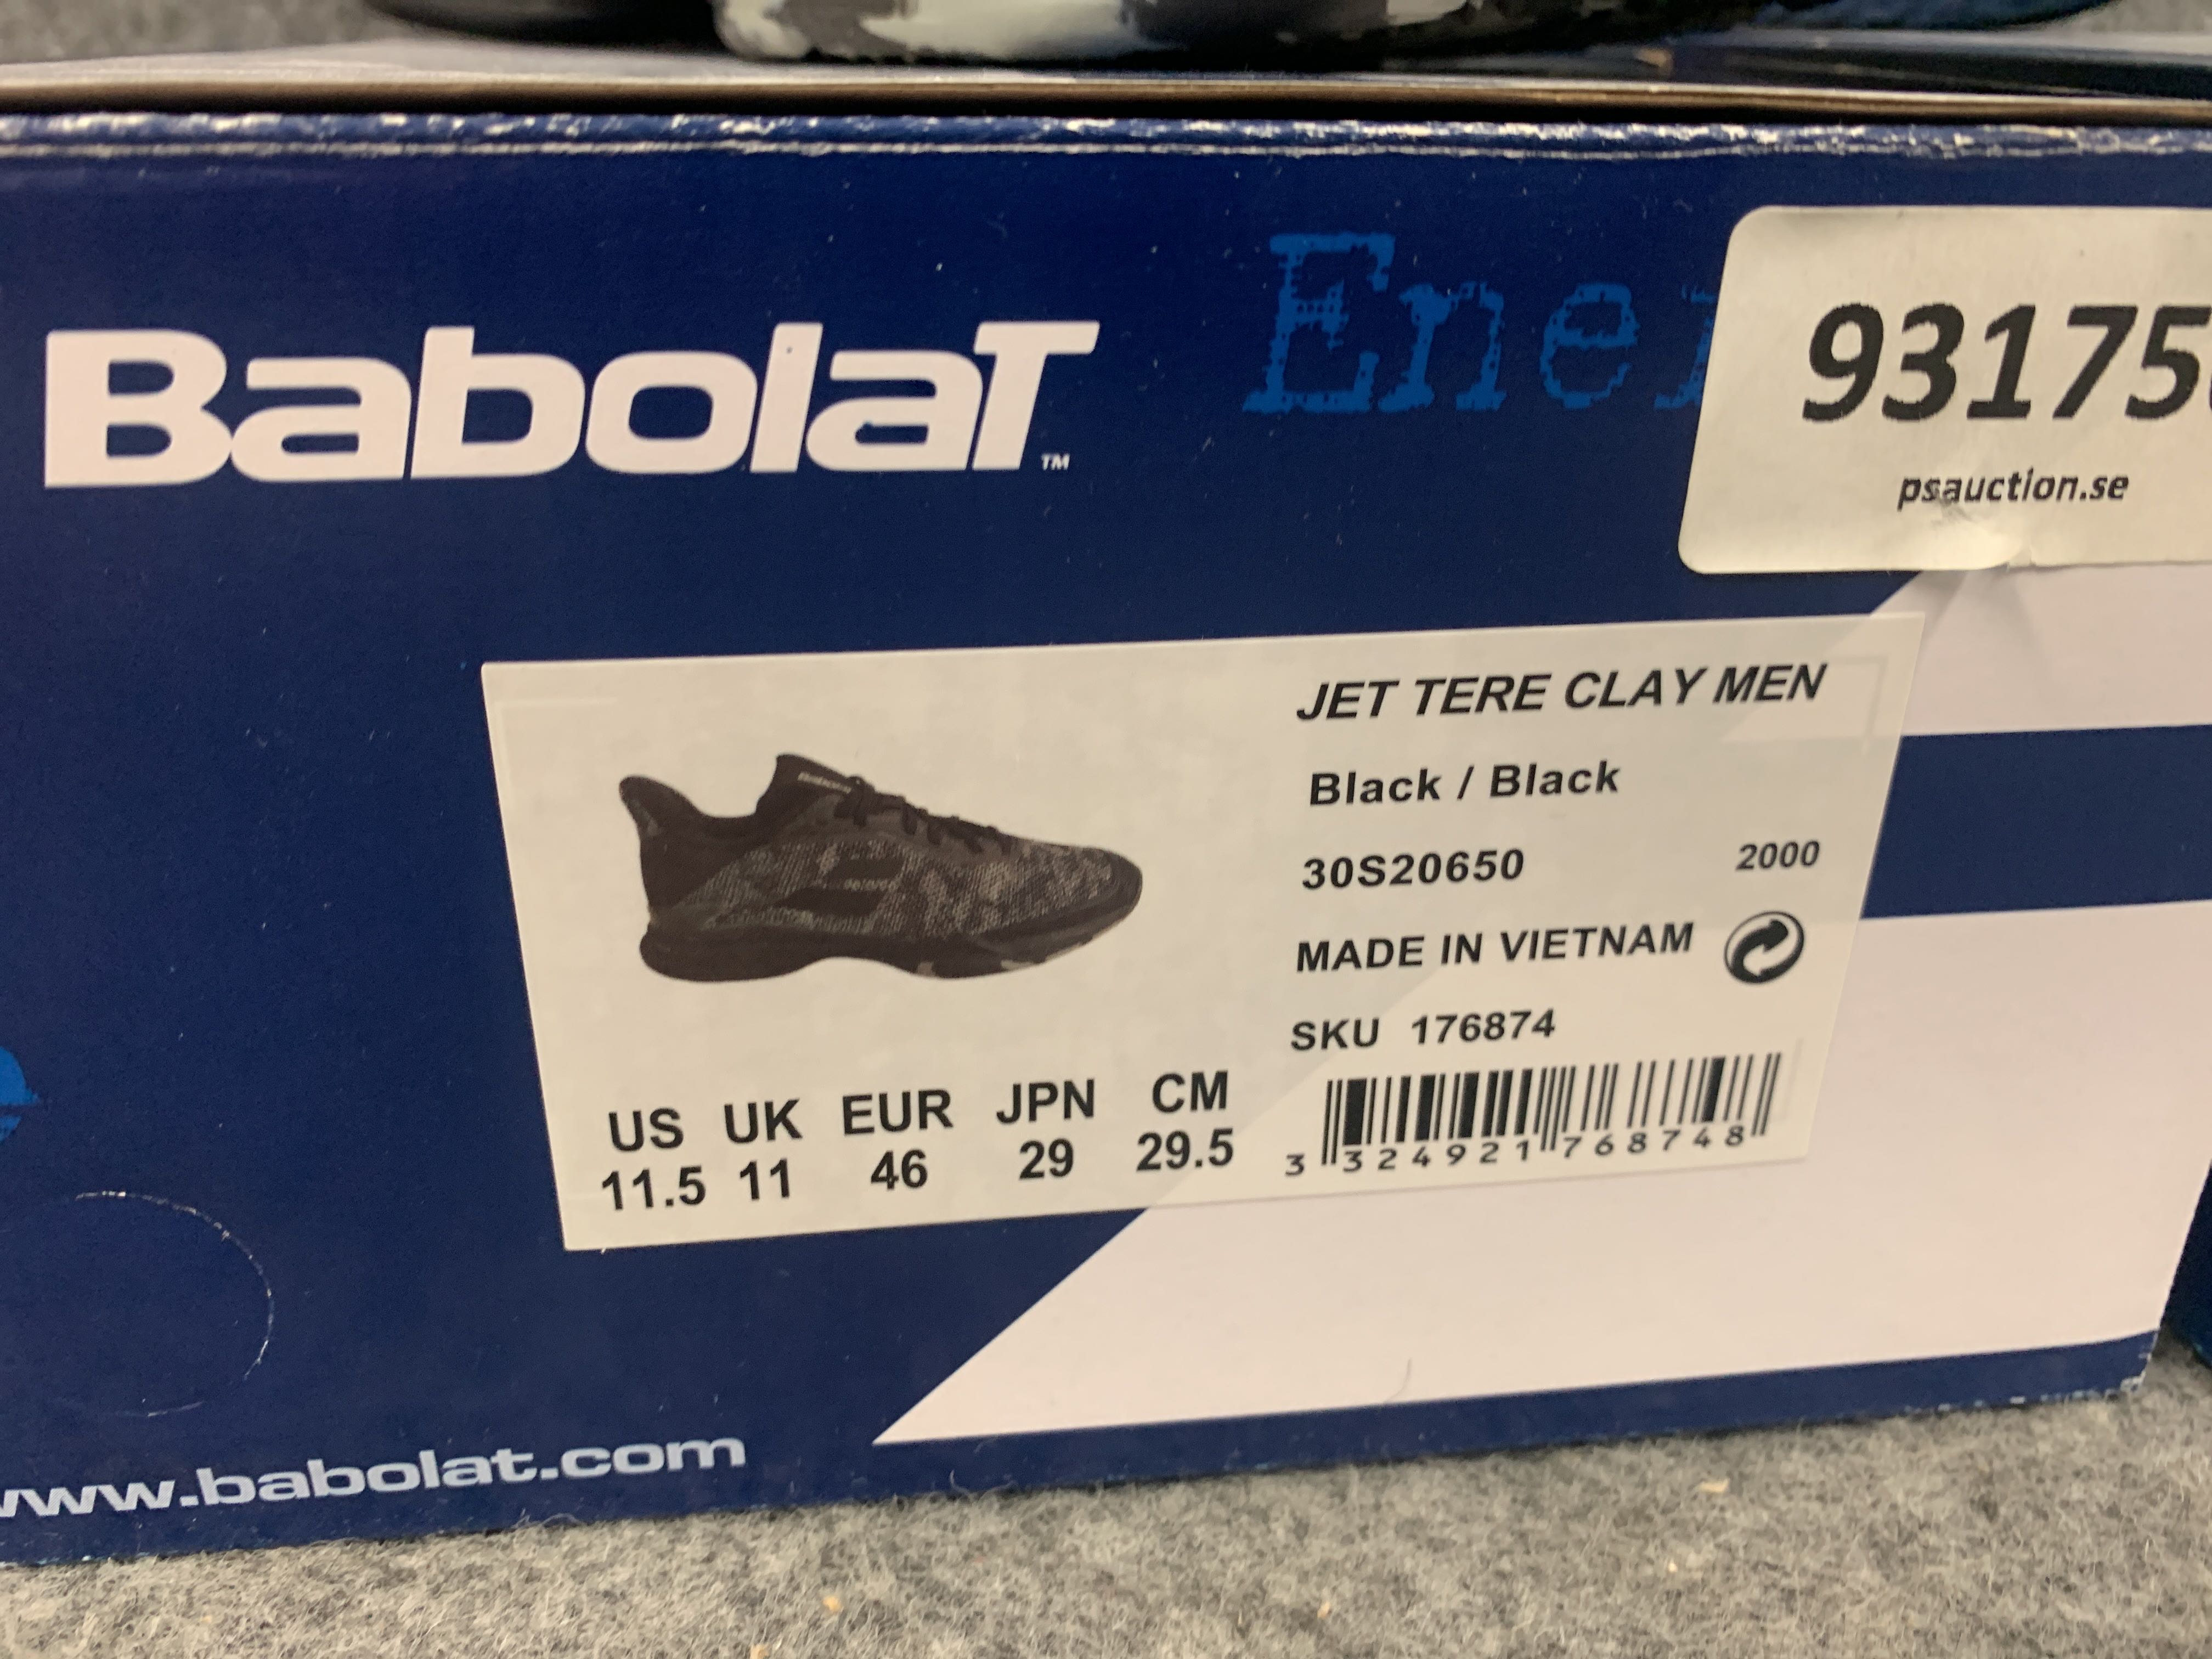 Babolat™
93175
psauction.se
JET TERE CLAY MEN
Black / Black
30S20650 2000
MADE IN VIETNAM
SKU 176874
US UK EUR JPN CM
11.5 11 46 29 29.5
3 324921 768748
www.babolat.com